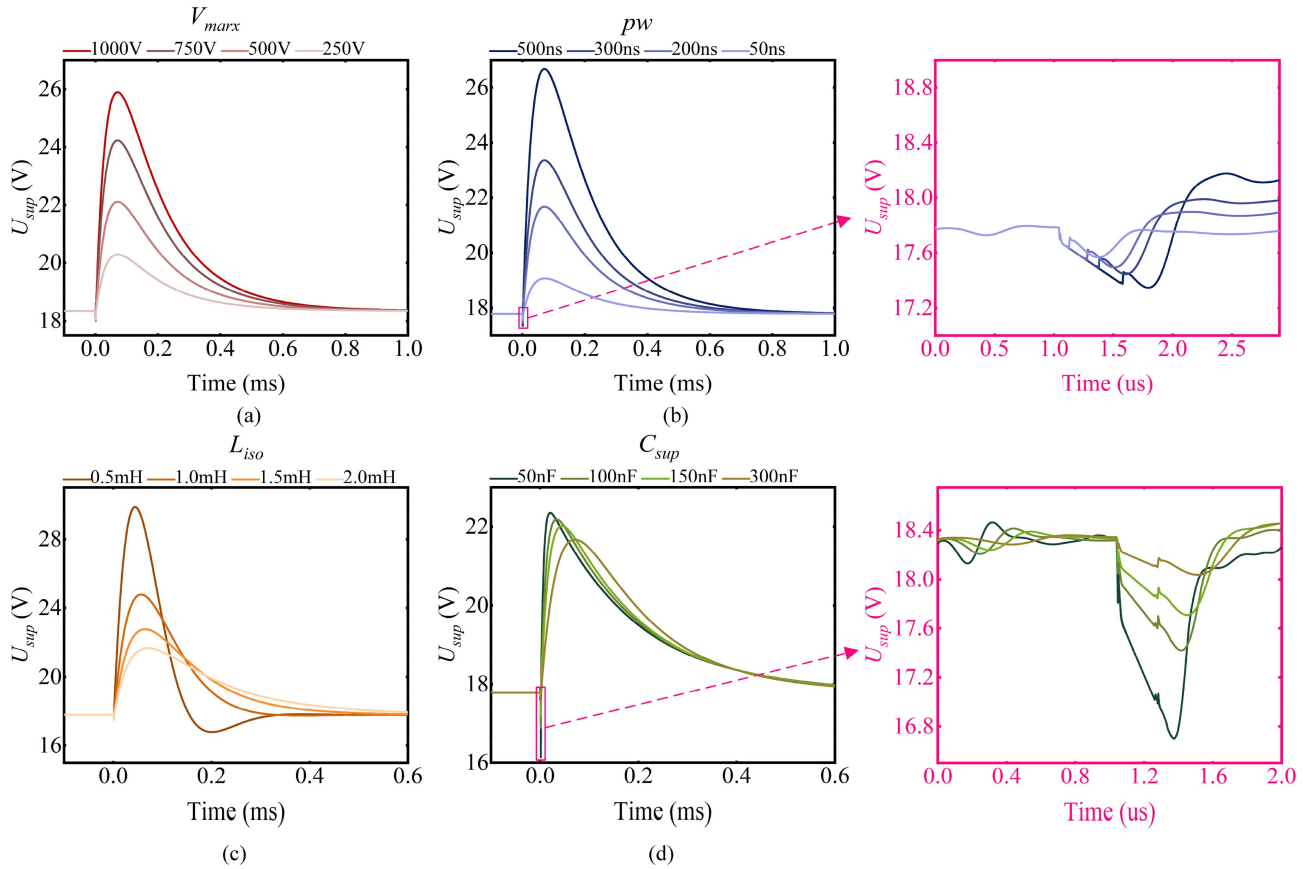 V_marx
1000V 750V 500V 250V
26
24
22
20
18
U_sup (V)
0.0 0.2 0.4 0.6 0.8 1.0
Time (ms)
(a)
pw
500ns 300ns 200ns 50ns
26
24
22
20
18
U_sup (V)
0.0 0.2 0.4 0.6 0.8 1.0
Time (ms)
(b)
18.8
18.4
18.0
17.6
17.2
U_sup (V)
0.0 0.5 1.0 1.5 2.0 2.5
Time (us)
L_iso
0.5mH 1.0mH 1.5mH 2.0mH
28
24
20
16
U_sup (V)
0.0 0.2 0.4 0.6
Time (ms)
(c)
C_sup
50nF 100nF 150nF 300nF
22
20
18
16
U_sup (V)
0.0 0.2 0.4 0.6
Time (ms)
(d)
18.4
18.0
17.6
17.2
16.8
U_sup (V)
0.0 0.4 0.8 1.2 1.6 2.0
Time (us)